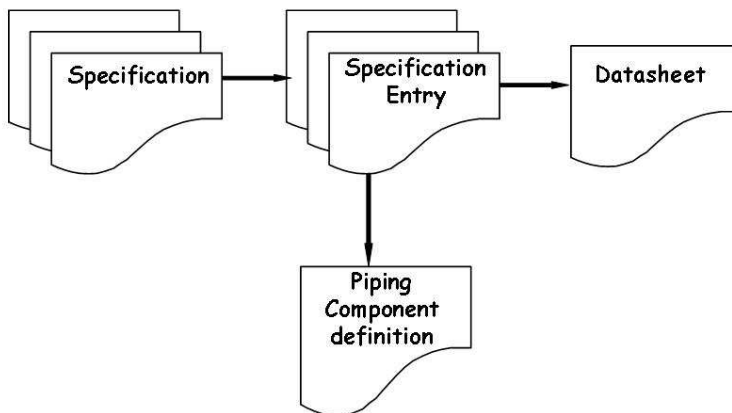 Specification
Specification
Entry
Datasheet
Piping
Component
definition